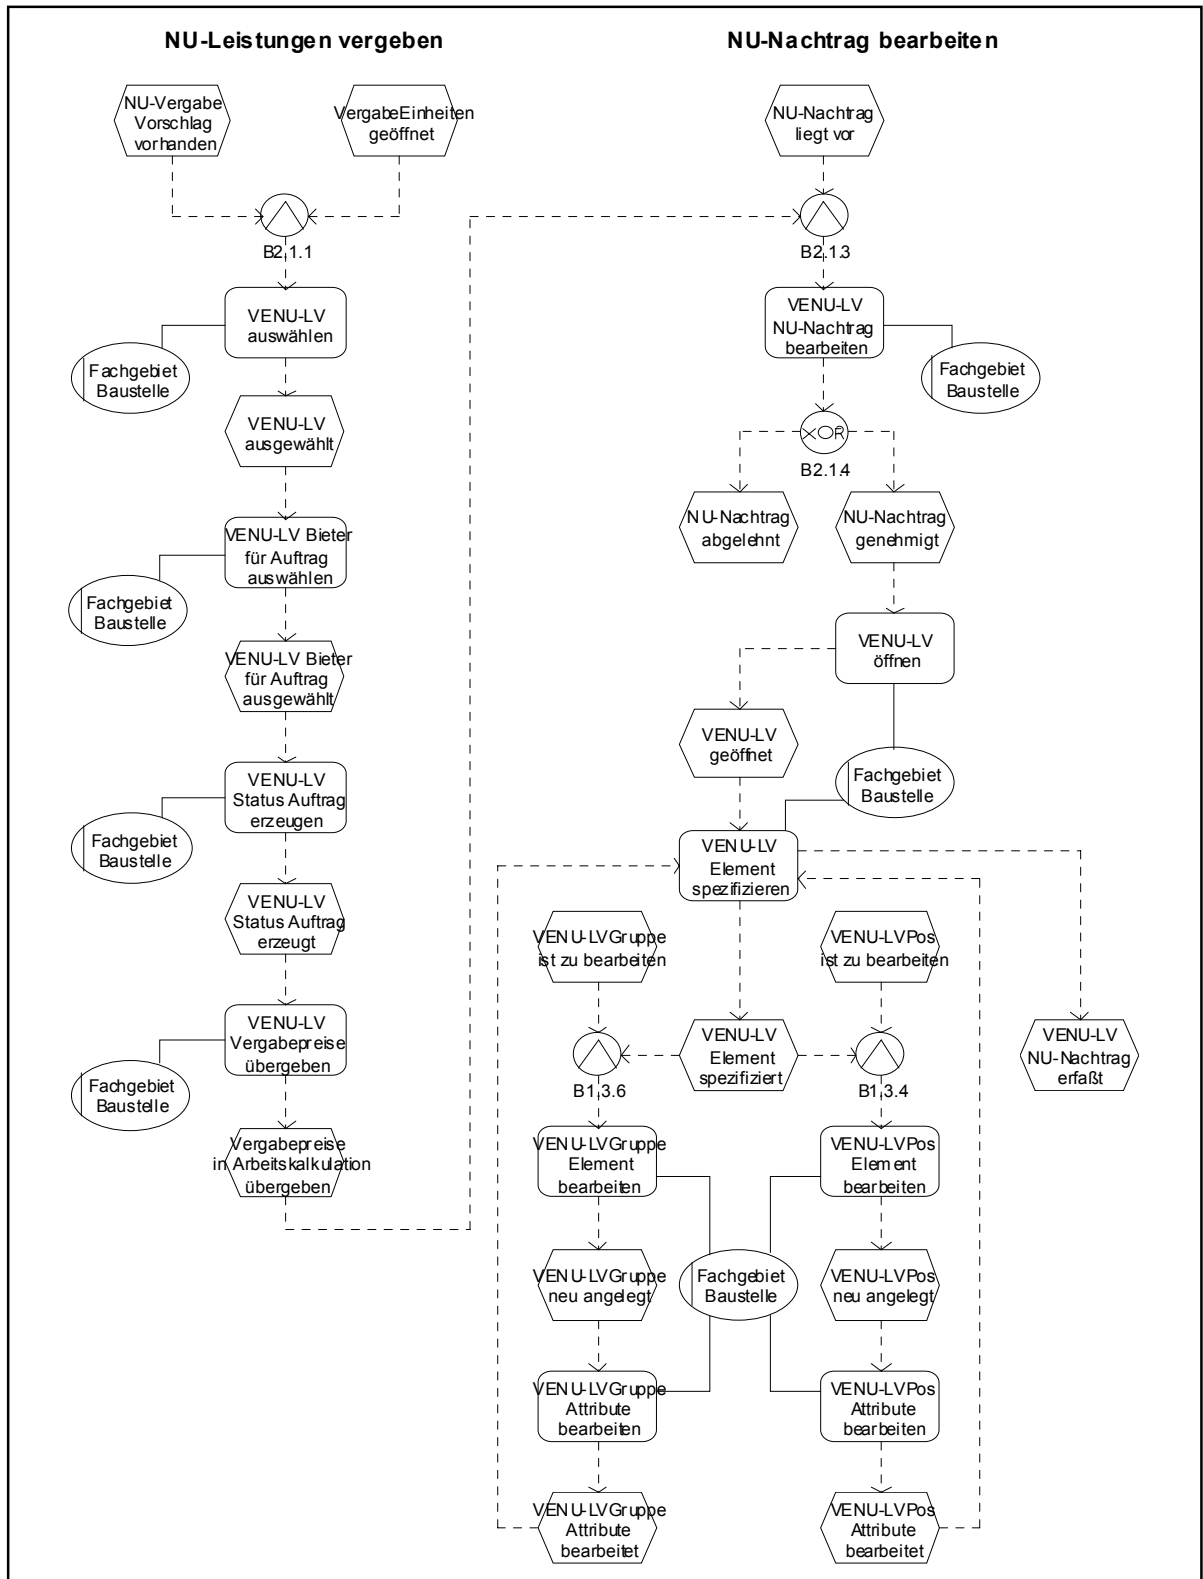 NU-Leistungen vergeben
NU-Vergabe
Vorschlag
vorhanden
VergabeEinheiten
geöffnet
B2.1.1
VENU-LV
auswählen
Fachgebiet
Baustelle
VENU-LV
ausgewählt
VENU-LV Bieter
für Auftrag
auswählen
Fachgebiet
Baustelle
VENU-LV Bieter
für Auftrag
ausgewählt
VENU-LV
Status Auftrag
erzeugen
Fachgebiet
Baustelle
VENU-LV
Status Auftrag
erzeugt
VENU-LV
Vergabepreise
übergeben
Fachgebiet
Baustelle
Vergabepreise
in Arbeitskalkulation
übergeben
NU-Nachtrag bearbeiten
NU-Nachtrag
liegt vor
B2.1.3
VENU-LV
NU-Nachtrag
bearbeiten
Fachgebiet
Baustelle
XOR
B2.1.4
NU-Nachtrag
abgelehnt
NU-Nachtrag
genehmigt
VENU-LV
öffnen
VENU-LV
geöffnet
Fachgebiet
Baustelle
VENU-LV
Element
spezifizieren
VENU-LVGruppe
ist zu bearbeiten
VENU-LVPos
ist zu bearbeiten
VENU-LV
Element
spezifiziert
VENU-LV
NU-Nachtrag
erfaßt
B1.3.6
B1.3.4
VENU-LVGruppe
Element
bearbeiten
VENU-LVPos
Element
bearbeiten
VENU-LVGruppe
neu angelegt
Fachgebiet
Baustelle
VENU-LVPos
neu angelegt
VENU-LVGruppe
Attribute
bearbeiten
VENU-LVPos
Attribute
bearbeiten
VENU-LVGruppe
Attribute
bearbeitet
VENU-LVPos
Attribute
bearbeitet